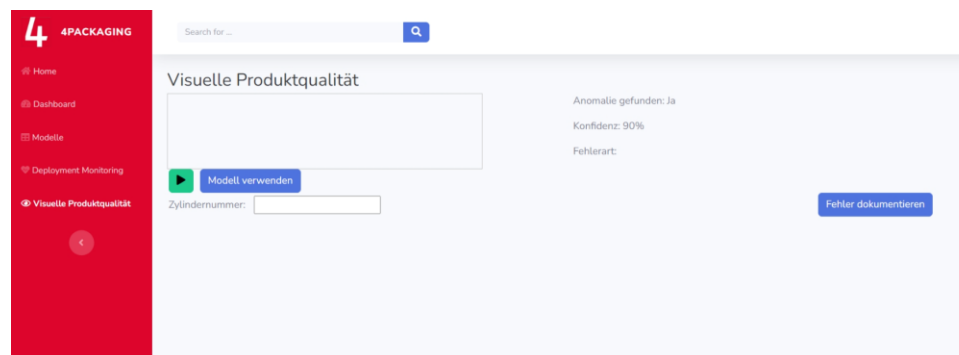 4 4PACKAGING
Search for ...
Home
Dashboard
Modelle
Deployment Monitoring
Visuelle Produktqualität
Visuelle Produktqualität
Anomalie gefunden: Ja
Konfidenz: 90%
Fehlerart:
Modell verwenden
Zylindernummer:
Fehler dokumentieren